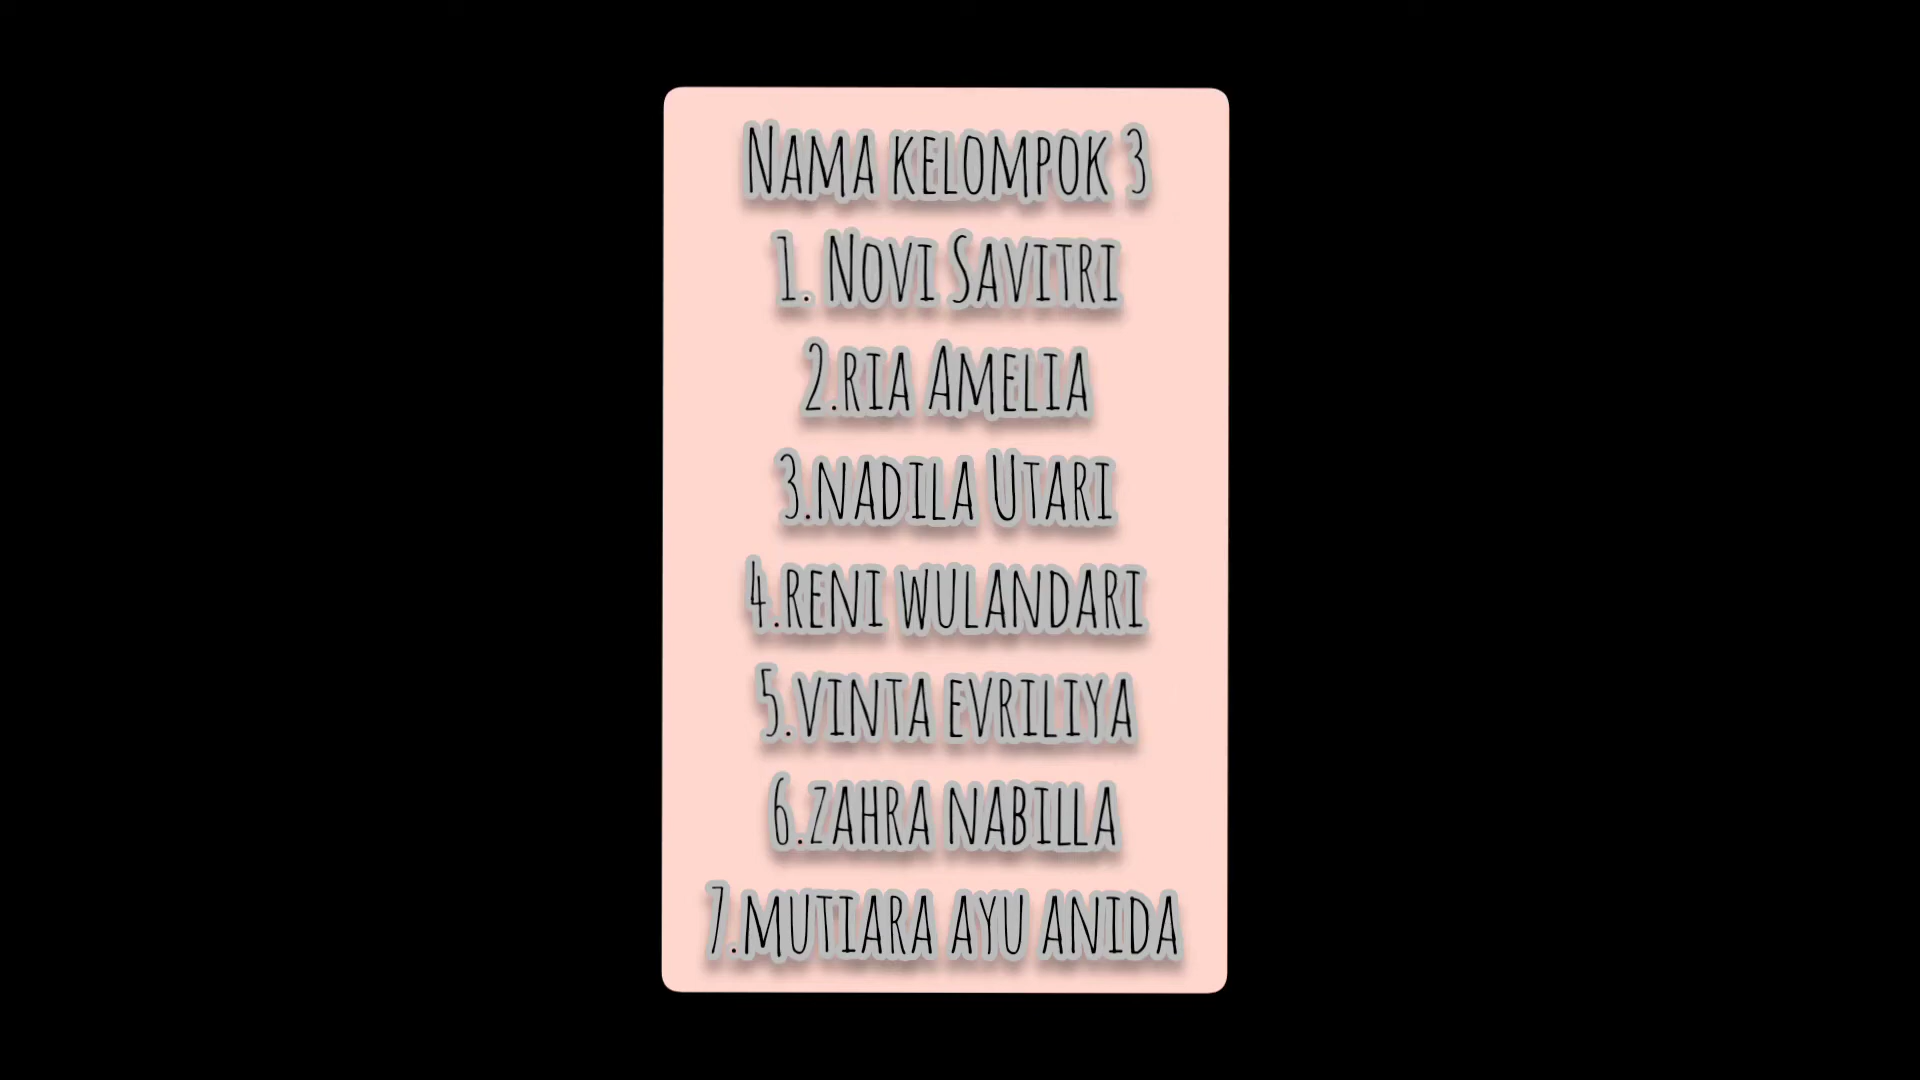 Nama kelompok 3
1. Novi Savitri
2.ria Amelia
3.nadila Utari
4.reni wulandari
5.vinta evriliya
6.zahra nabilla
7.mutiara ayu anida